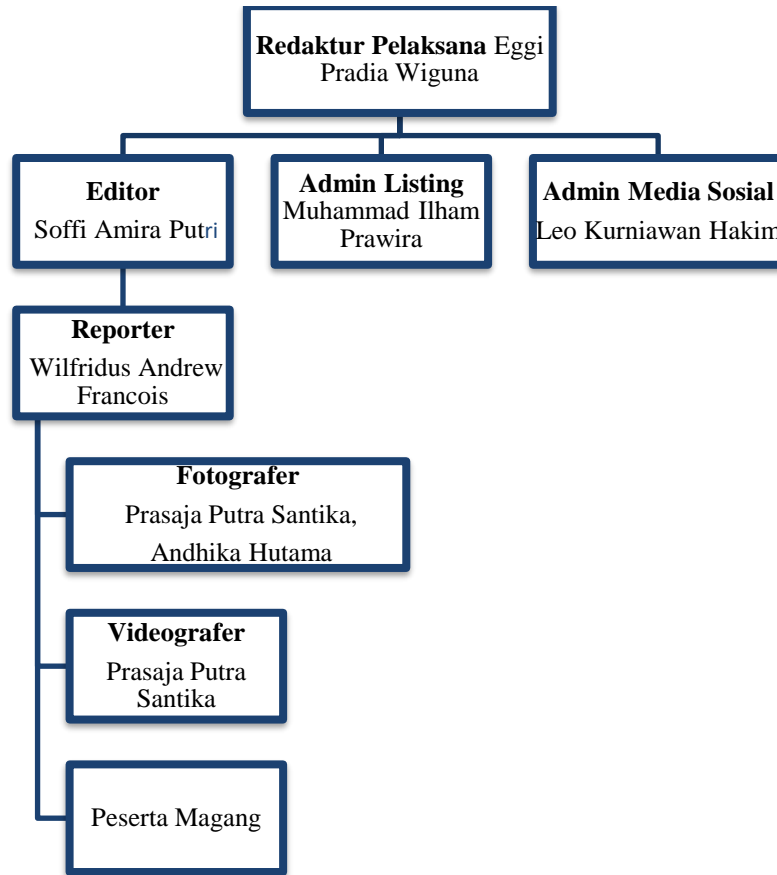 Redaktur Pelaksana Eggi
Pradia Wiguna
Editor
Soffi Amira Putri
Admin Listing
Muhammad Ilham
Prawira
Admin Media Sosial
Leo Kurniawan Hakim
Reporter
Wilfridus Andrew
Francois
Fotografer
Prasaja Putra Santika,
Andhika Hutama
Videografer
Prasaja Putra
Santika
Peserta Magang